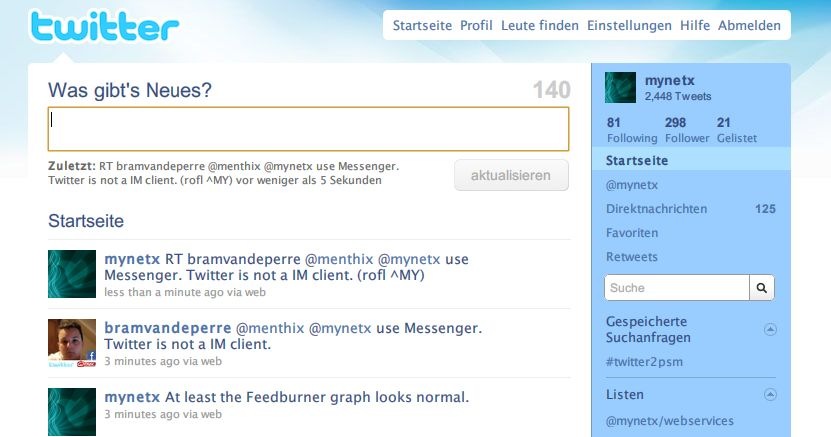 twitter
Startseite Profil Leute finden Einstellungen Hilfe Abmelden
Was gibt's Neues? 140
Zuletzt: RT bramvandeperre @menthix @mynetx use Messenger.
Twitter is not a IM client. (rofl ^MY) vor weniger als 5 Sekunden
aktualisieren
Startseite
mynetx RT bramvandeperre @menthix @mynetx use
Messenger. Twitter is not a IM client. (rofl ^MY)
less than a minute ago via web
bramvandeperre @menthix @mynetx use Messenger.
Twitter is not a IM client.
3 minutes ago via web
mynetx At least the Feedburner graph looks normal.
3 minutes ago via web
mynetx
2,448 Tweets
81 298 21
Following Follower Gelistet
Startseite
@mynetx
Direktnachrichten 125
Favoriten
Retweets
Suche
Gespeicherte
Suchanfragen
#twitter2psm
Listen
@mynetx/webservices